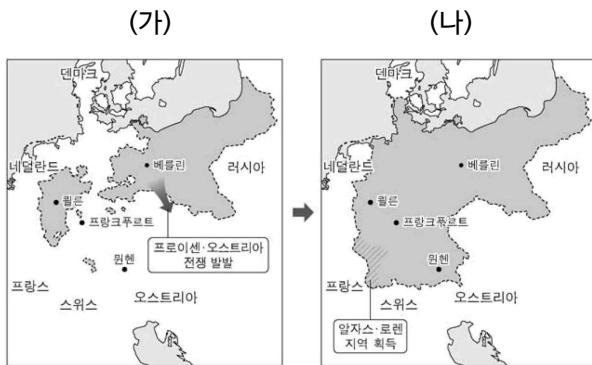 (가)
(나)
덴마크
네덜란드
베를린
러시아
쾰른
프랑크푸르트
프로이센·오스트리아
전쟁 발발
뮌헨
프랑스
스위스
오스트리아
덴마크
네덜란드
베를린
러시아
쾰른
프랑크푸르트
뮌헨
프랑스
스위스
오스트리아
알자스·로렌
지역 획득